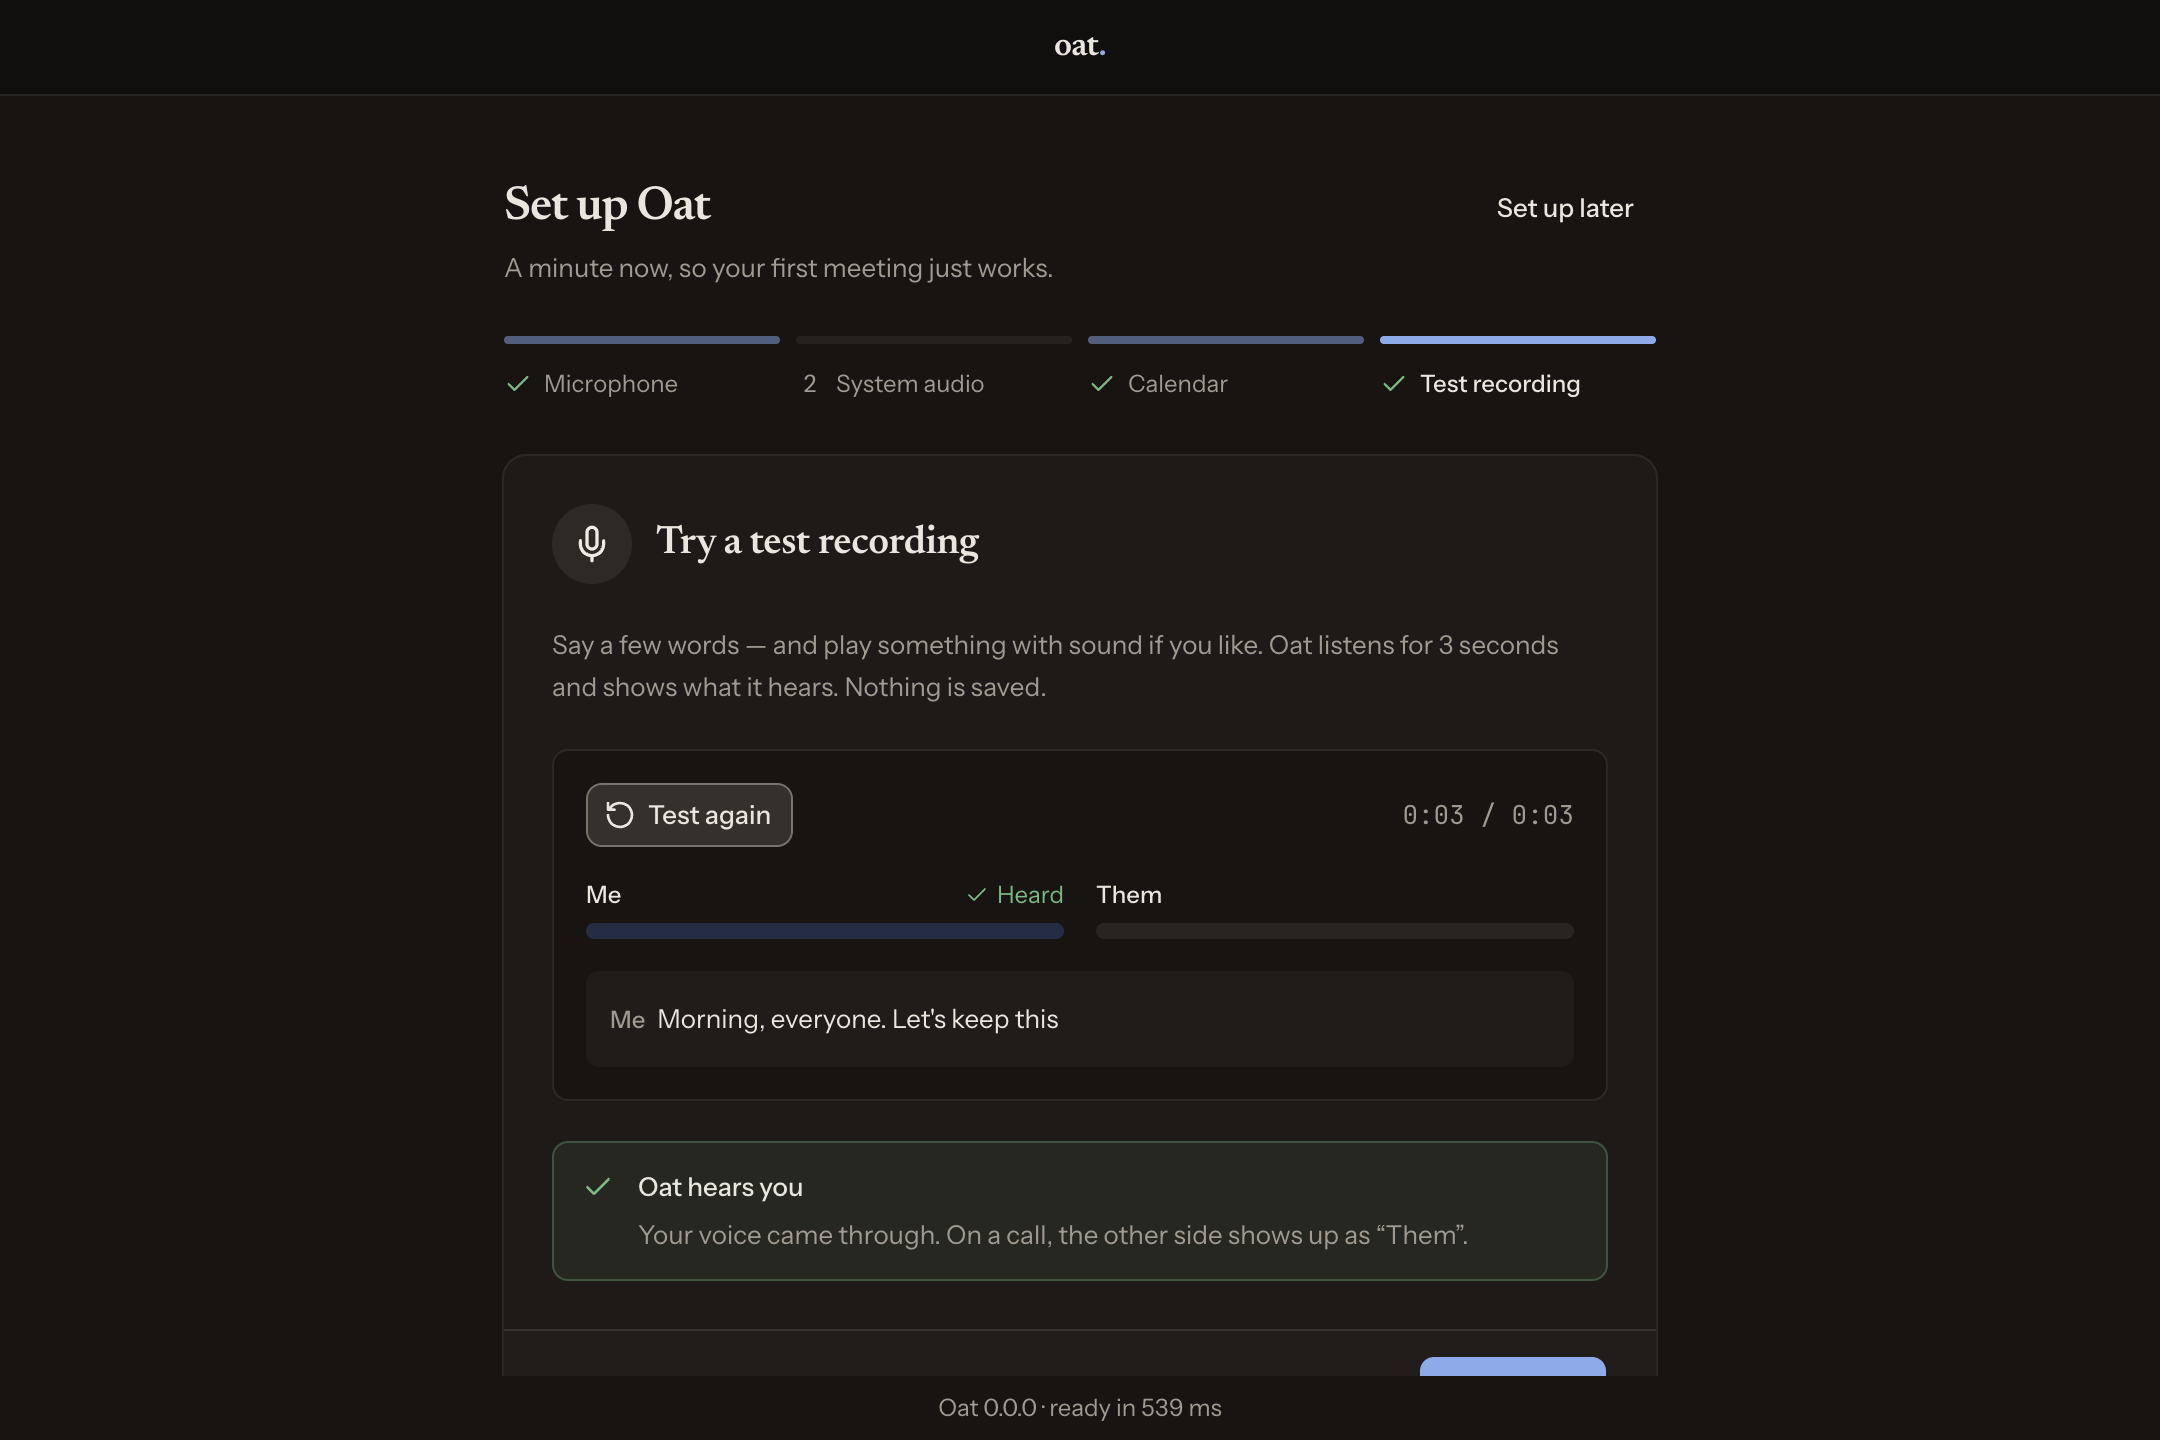 oat.
Set up Oat
Set up later
A minute now, so your first meeting just works.
Microphone
2 System audio
Calendar
Test recording
Try a test recording
Say a few words — and play something with sound if you like. Oat listens for 3 seconds
and shows what it hears. Nothing is saved.
Test again
0:03 / 0:03
Me
Heard
Them
Me Morning, everyone. Let's keep this
Oat hears you
Your voice came through. On a call, the other side shows up as “Them”.
Oat 0.0.0 · ready in 539 ms